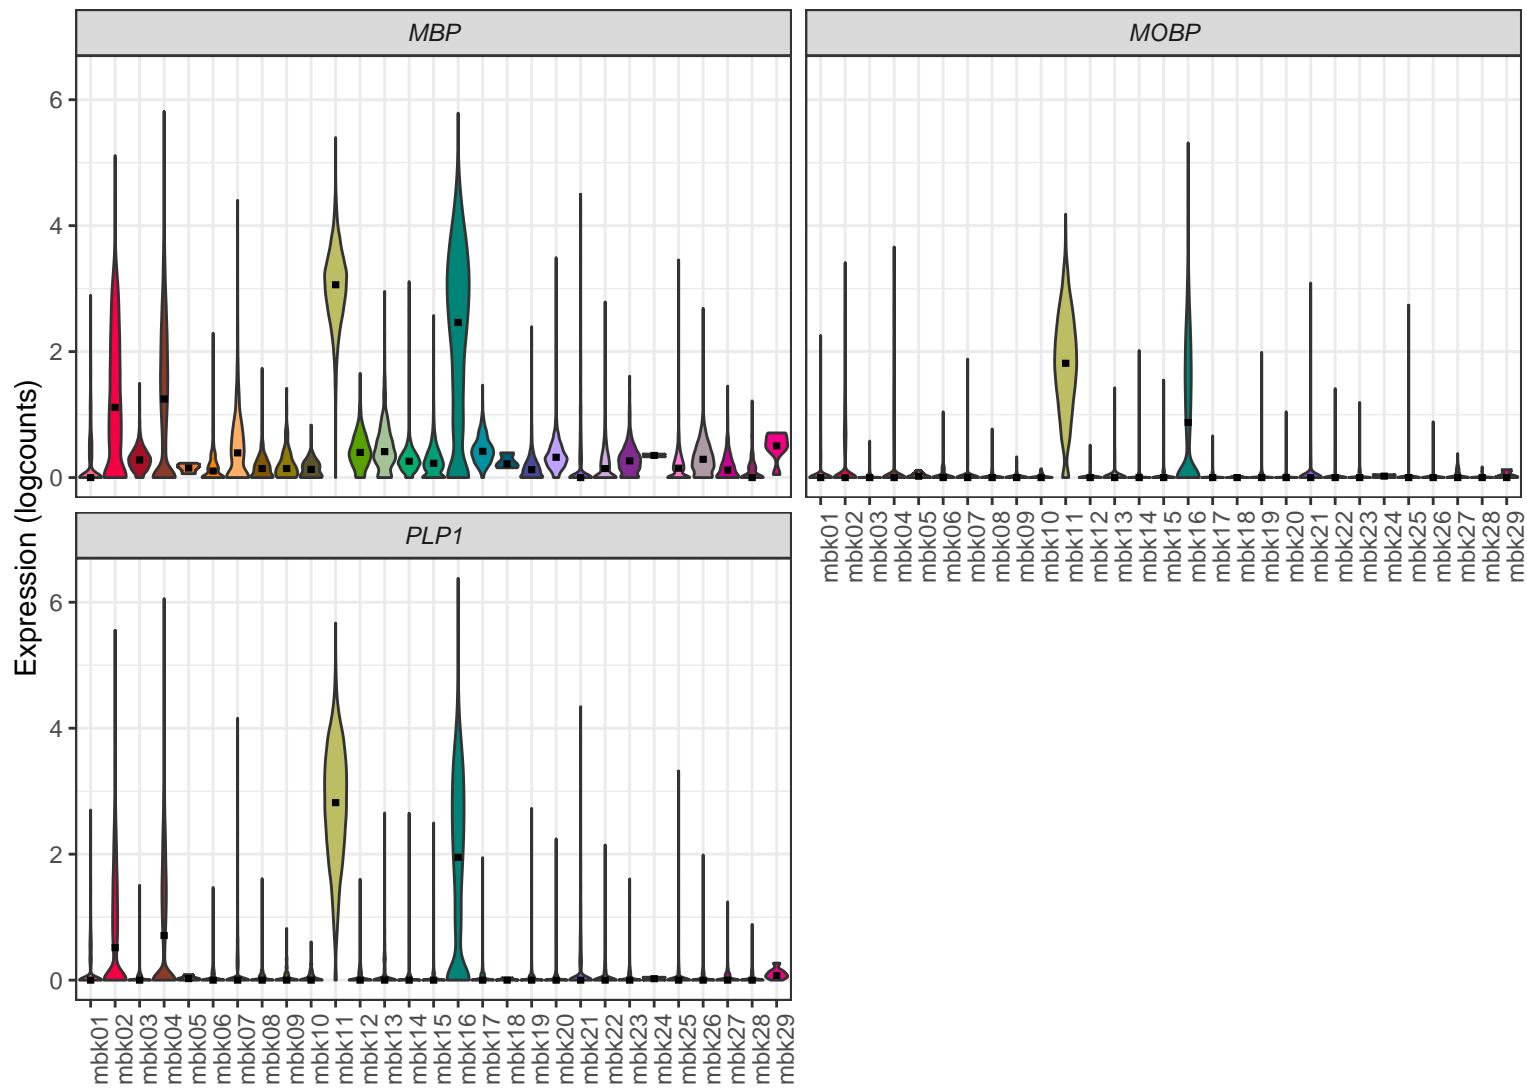 MBP
MOBP
Expression (logcounts)
6
4
2
0
mbk01 mbk02 mbk03 mbk04 mbk05 mbk06 mbk07 mbk08 mbk09 mbk10 mbk11 mbk12 mbk13 mbk14 mbk15 mbk16 mbk17 mbk18 mbk19 mbk20 mbk21 mbk22 mbk23 mbk24 mbk25 mbk26 mbk27 mbk28 mbk29
PLP1
6
4
2
0
mbk01 mbk02 mbk03 mbk04 mbk05 mbk06 mbk07 mbk08 mbk09 mbk10 mbk11 mbk12 mbk13 mbk14 mbk15 mbk16 mbk17 mbk18 mbk19 mbk20 mbk21 mbk22 mbk23 mbk24 mbk25 mbk26 mbk27 mbk28 mbk29